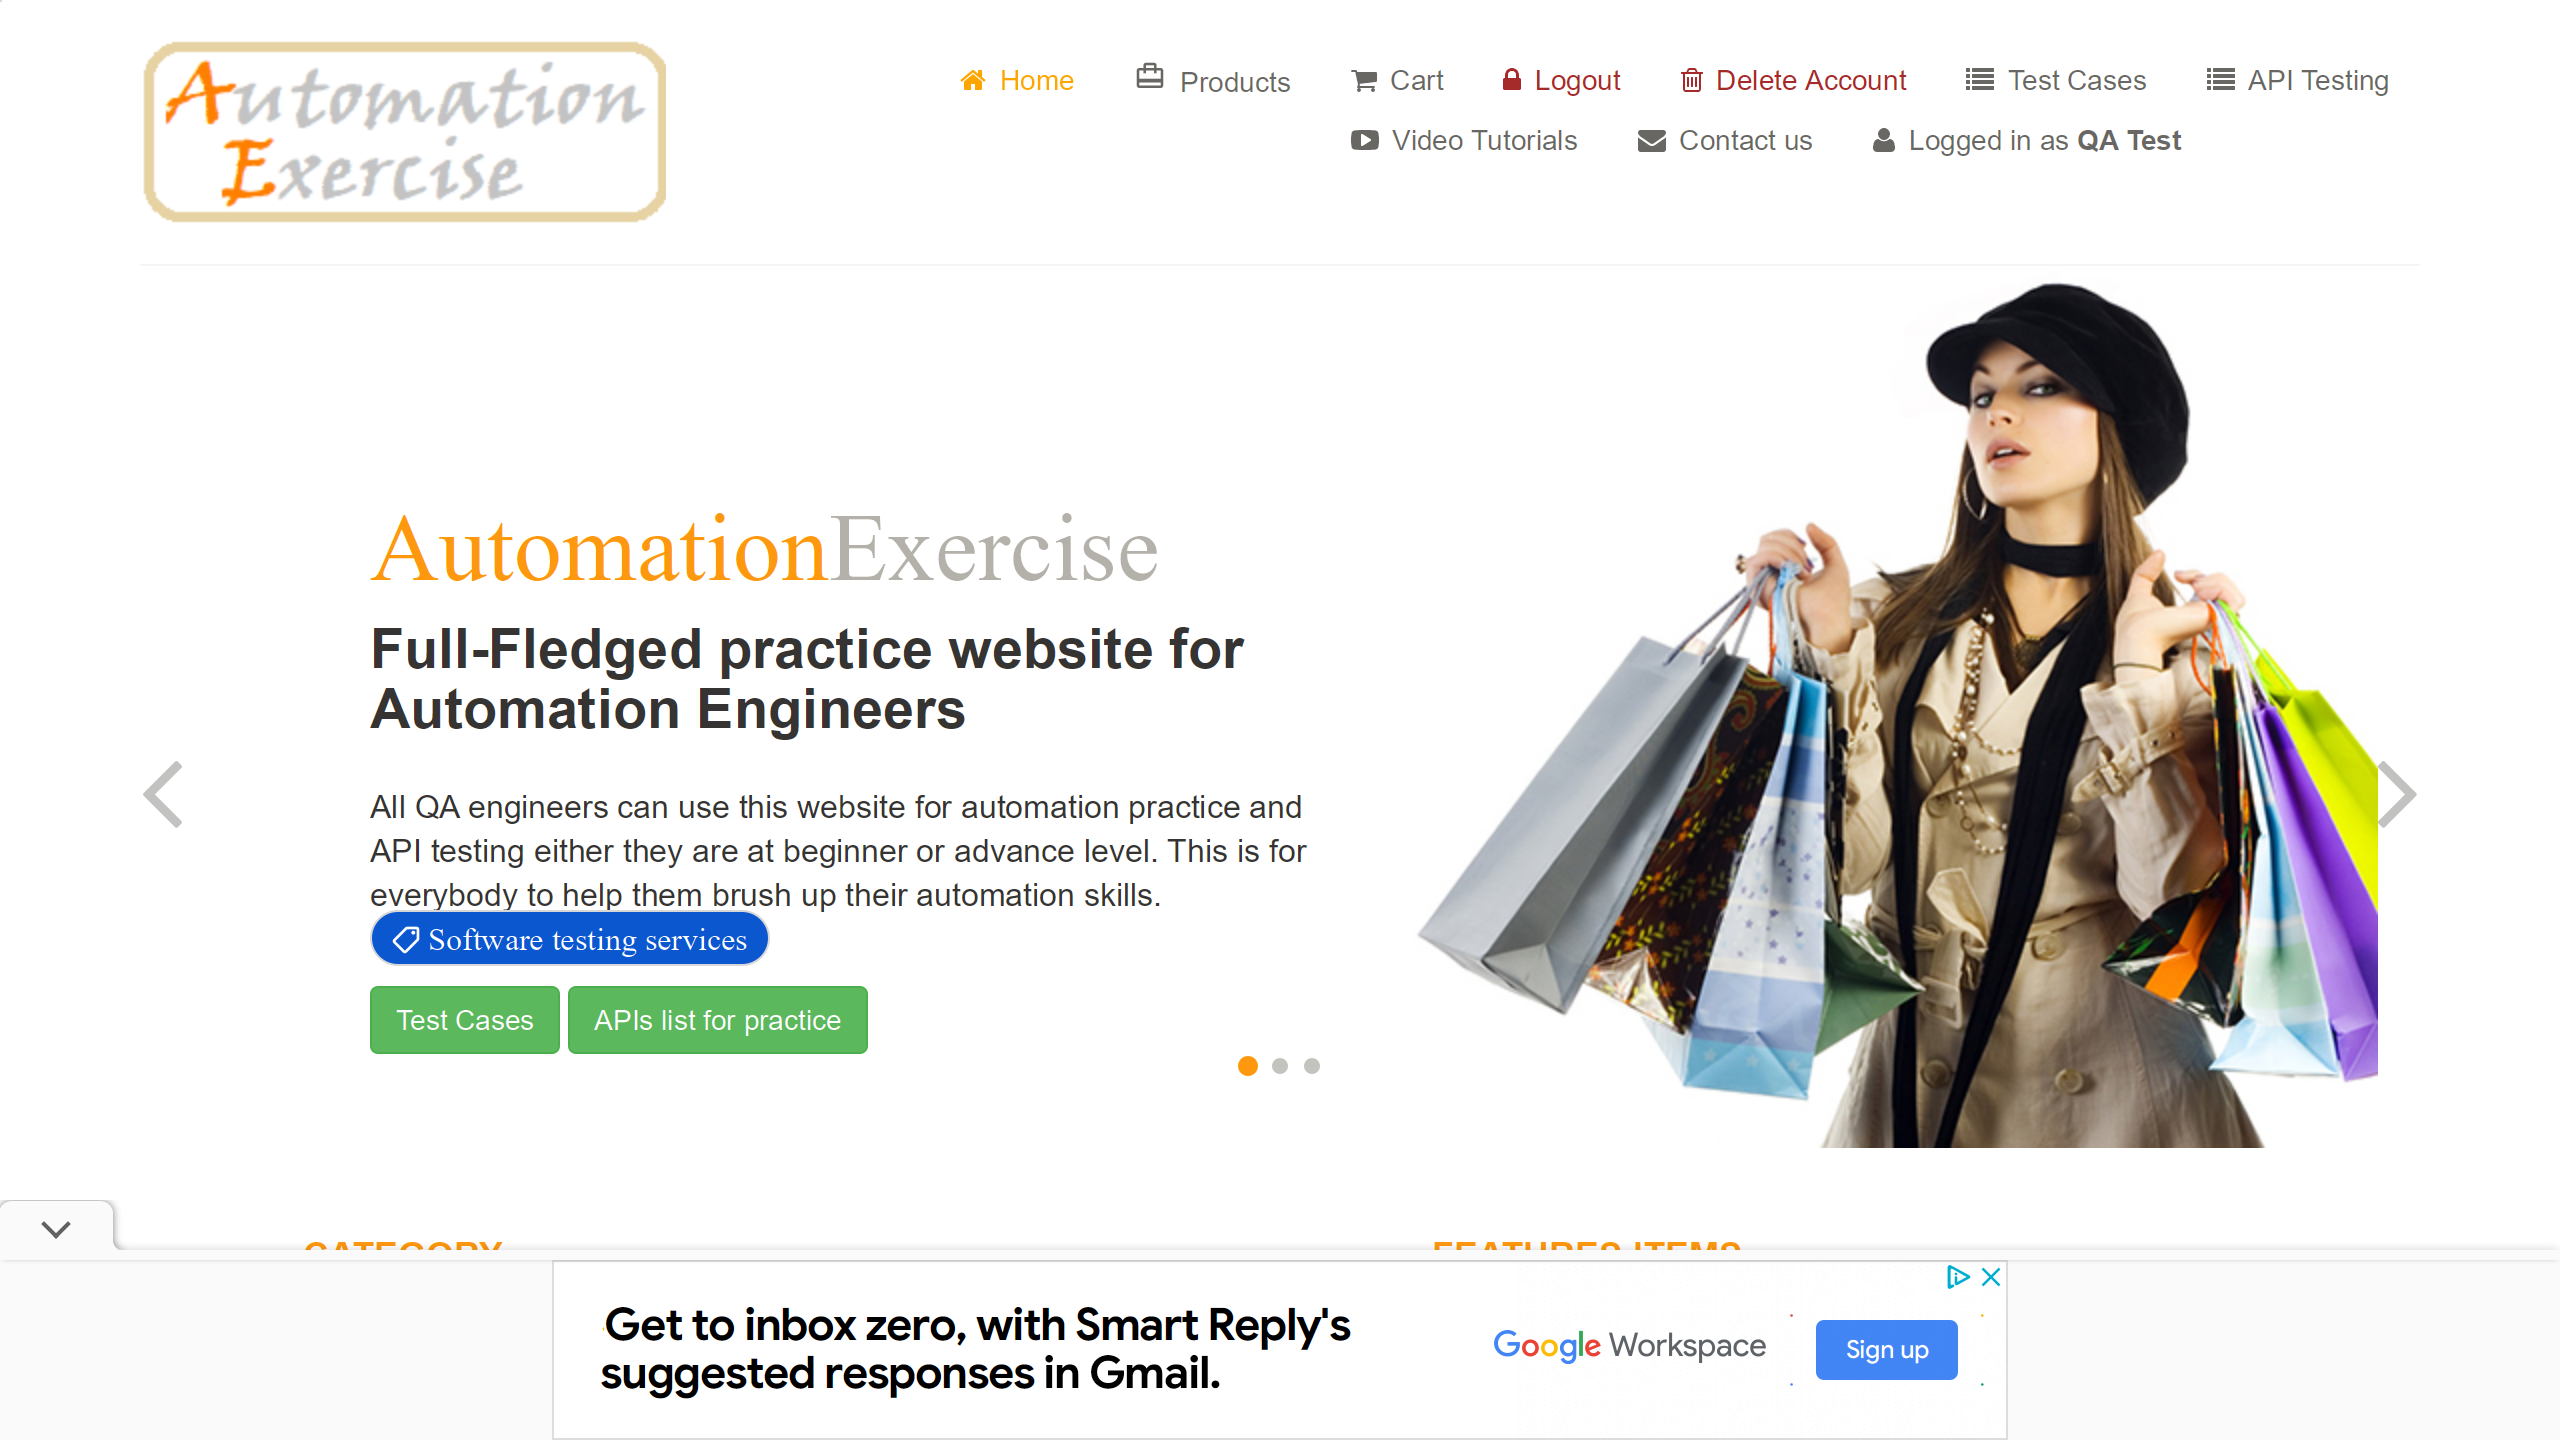 Automation
Exercise
Home
Products
Cart
Logout
Delete Account
Test Cases
API Testing
Video Tutorials
Contact us
Logged in as QA Test
AutomationExercise
Full-Fledged practice website for
Automation Engineers
All QA engineers can use this website for automation practice and
API testing either they are at beginner or advance level. This is for
everybody to help them brush up their automation skills.
Software testing services
Test Cases
APIs list for practice
CATEGORY
FEATURES ITEMS
Get to inbox zero, with Smart Reply's
suggested responses in Gmail.
Google Workspace
Sign up